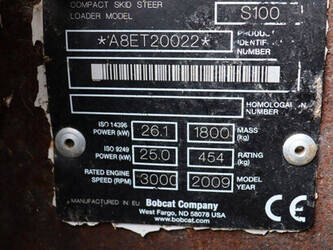 COMPACT SKID STEER
LOADER MODEL S100
*A8ET20022* PRODUCT
IDENTIF
NUMBER
HOMOLOGATION
NUMBER
ISO 14396
POWER (kW) 26.1 1800 MASS
(kg)
ISO 9249
POWER (kW) 25.0 454 RATING
(kg)
RATED ENGINE
SPEED (RPM) 3000 2009 MODEL
YEAR
MANUFACTURED IN EU Bobcat Company
West Fargo, ND 58078 USA
www.bobcat.com
CE